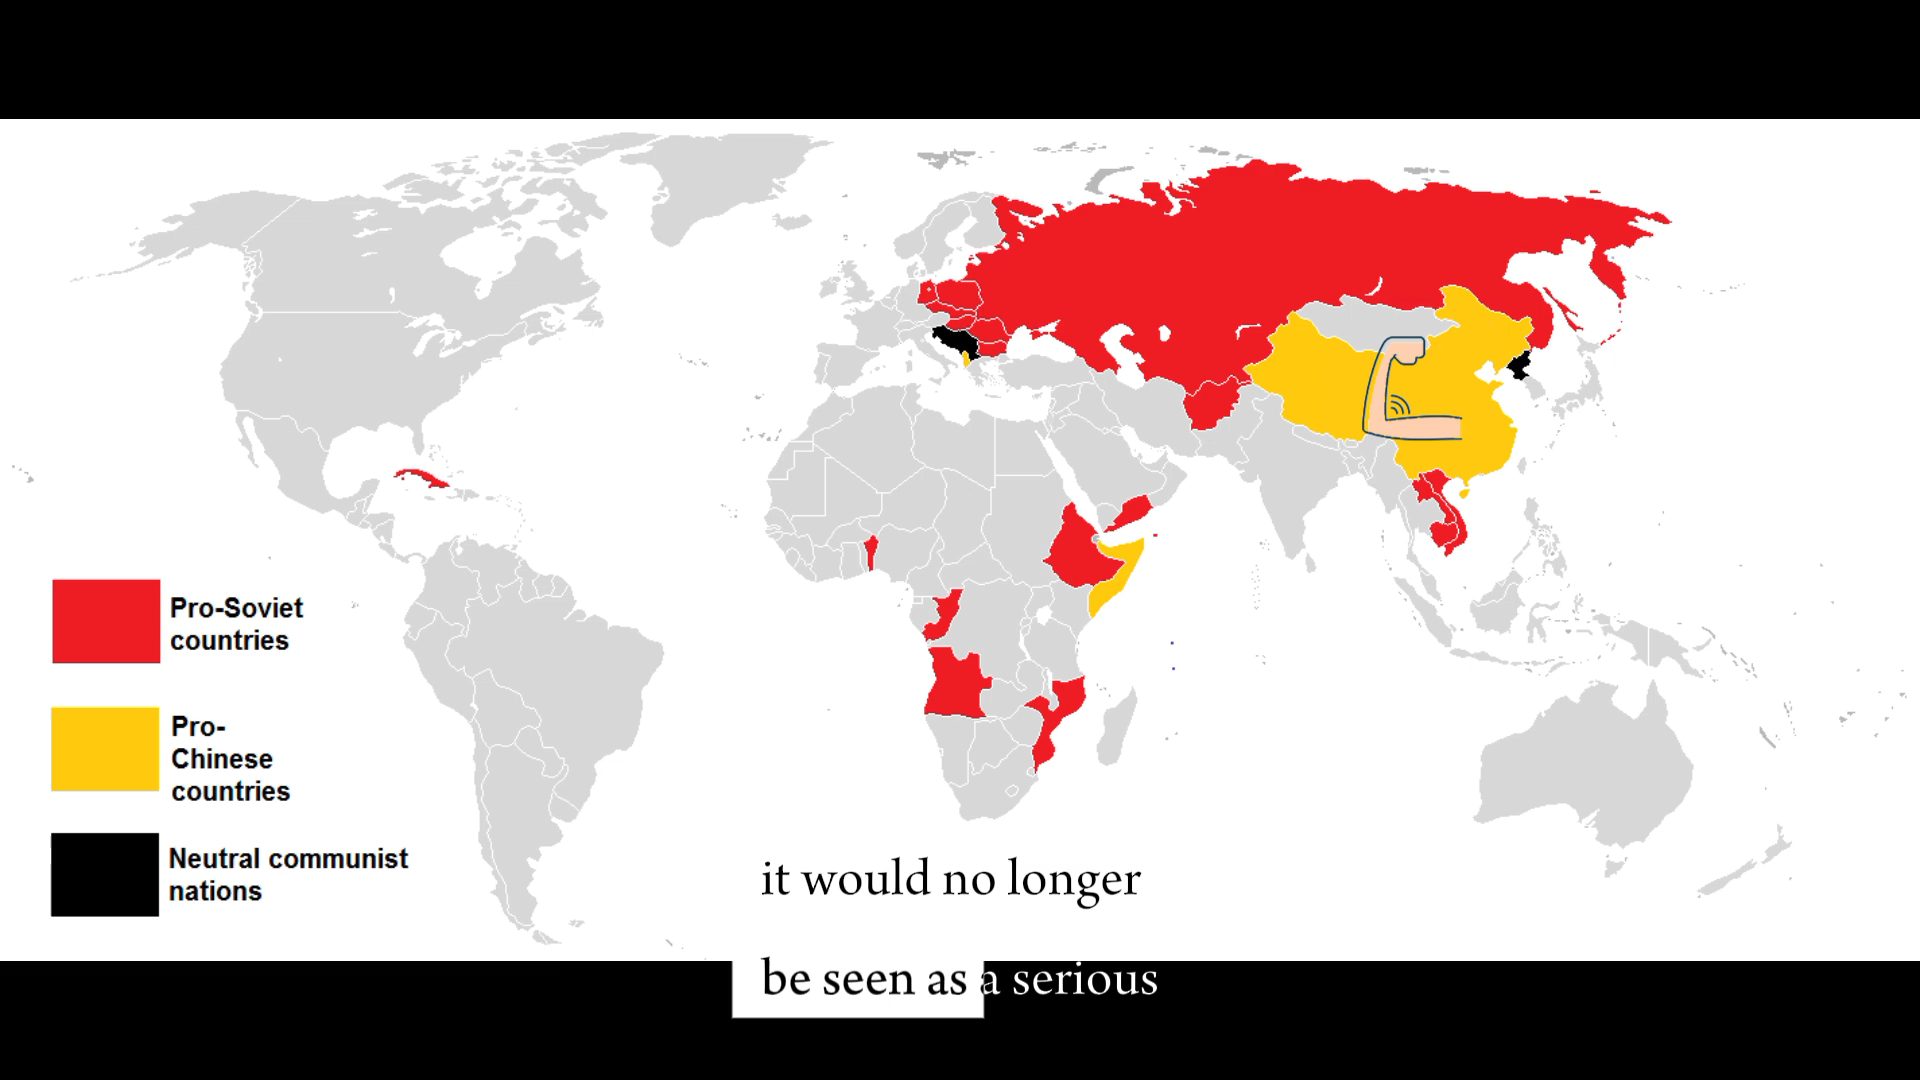 Pro-Soviet
countries
Pro-
Chinese
countries
Neutral communist
nations
it would no longer
be seen as a serious